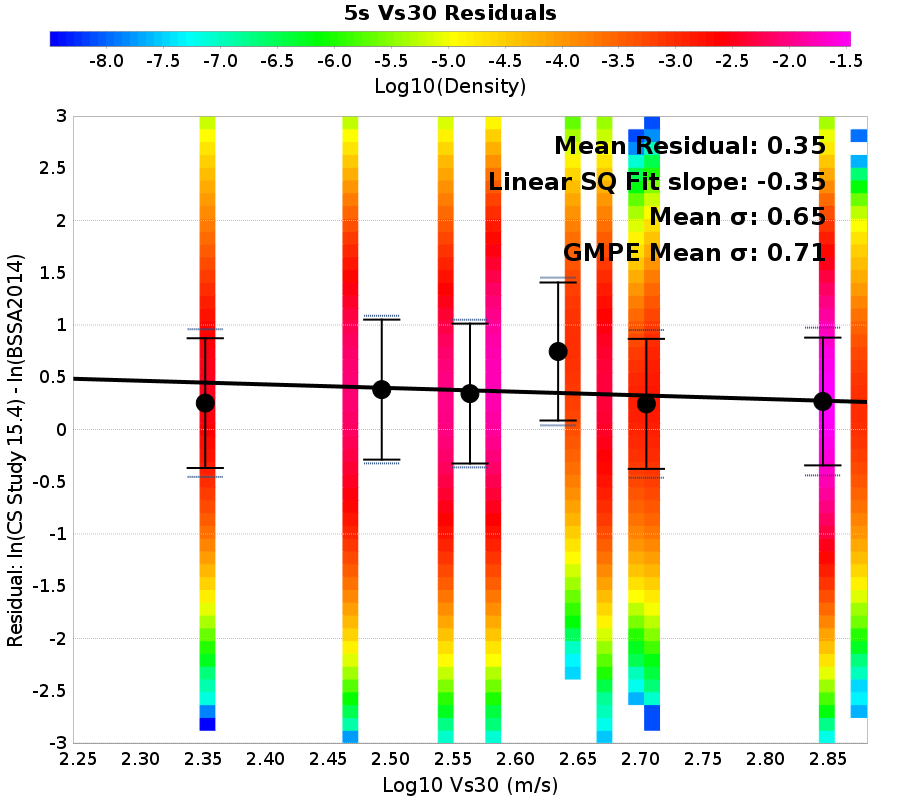 5s Vs30 Residuals
-8.0 -7.5 -7.0 -6.5 -6.0 -5.5 -5.0 -4.5 -4.0 -3.5 -3.0 -2.5 -2.0 -1.5
Log10(Density)
Mean Residual: 0.35
Linear SQ Fit slope: -0.35
Mean σ: 0.65
GMPE Mean σ: 0.71
Residual: ln(CS Study 15.4) - ln(BSSA2014)
3
2.5
2
1.5
1
0.5
0
-0.5
-1
-1.5
-2
-2.5
-3
2.25 2.30 2.35 2.40 2.45 2.50 2.55 2.60 2.65 2.70 2.75 2.80 2.85
Log10 Vs30 (m/s)